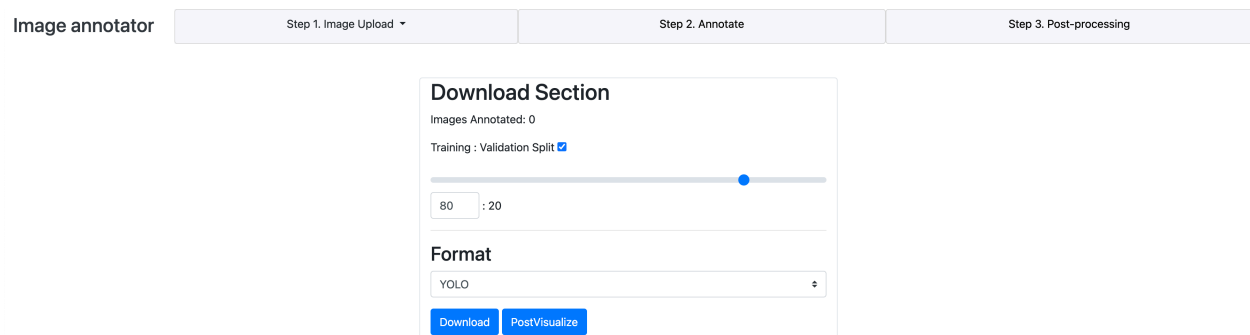 Image annotator
Step 1. Image Upload
Step 2. Annotate
Step 3. Post-processing
Download Section
Images Annotated: 0
Training : Validation Split
80 : 20
Format
YOLO
Download PostVisualize